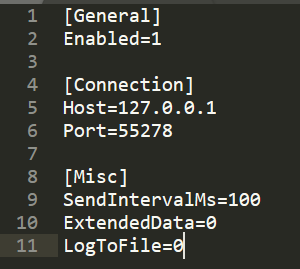 1 [General]
2 Enabled=1
3
4 [Connection]
5 Host=127.0.0.1
6 Port=55278
7
8 [Misc]
9 SendIntervalMs=100
10 ExtendedData=0
11 LogToFile=0